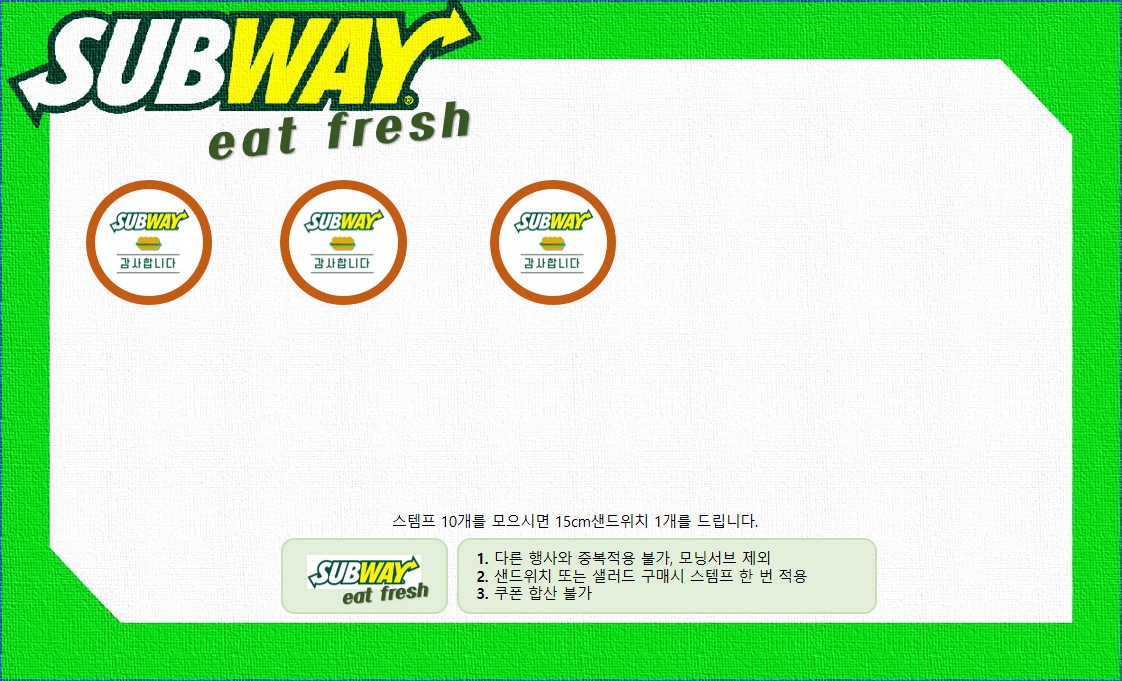 SUBWAY®
eat fresh
SUBWAY
감사합니다
SUBWAY
감사합니다
SUBWAY
감사합니다
스템프 10개를 모으시면 15cm샌드위치 1개를 드립니다.
SUBWAY
eat fresh
1. 다른 행사와 중복적용 불가, 모닝서브 제외
2. 샌드위치 또는 샐러드 구매시 스템프 한 번 적용
3. 쿠폰 합산 불가